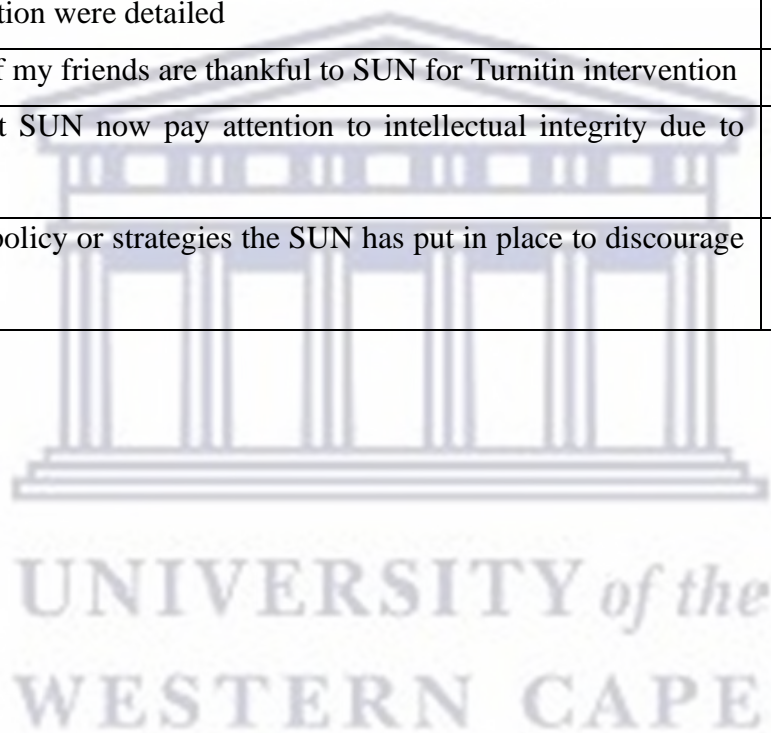 tion were detailed
f my friends are thankful to SUN for Turnitin intervention
t SUN now pay attention to intellectual integrity due to
policy or strategies the SUN has put in place to discourage
UNIVERSITY of the
WESTERN CAPE